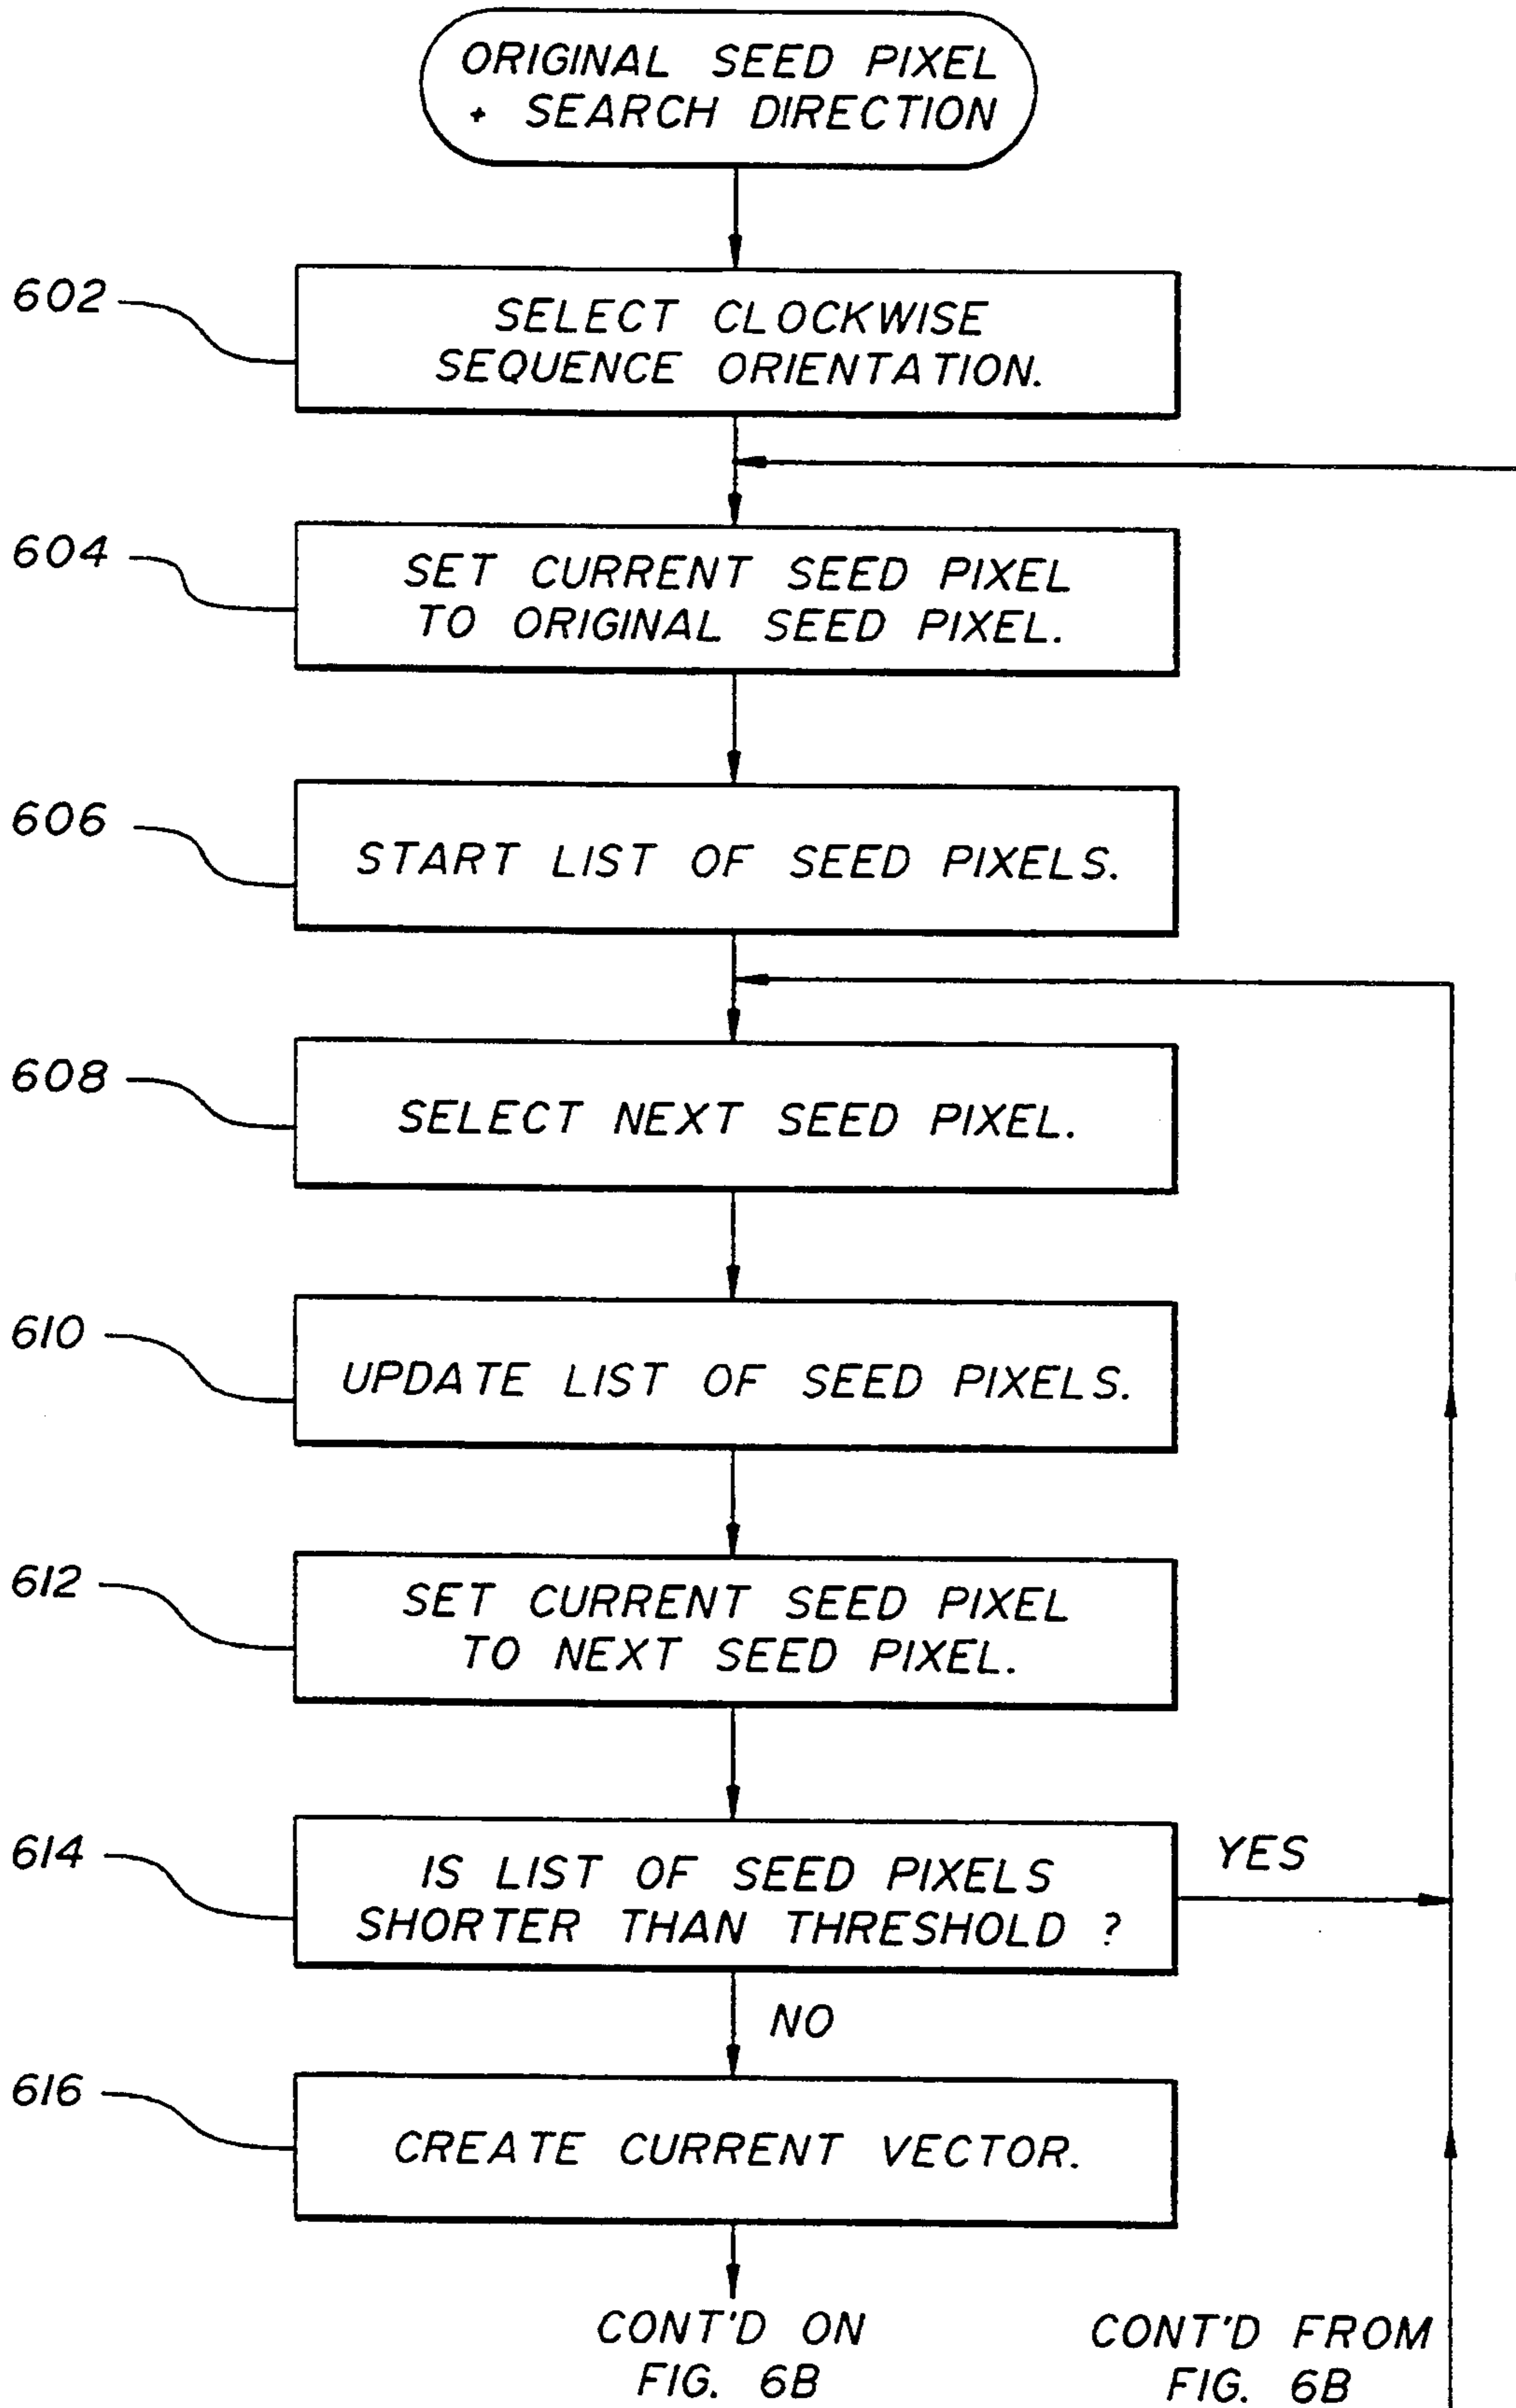 ORIGINAL SEED PIXEL
+ SEARCH DIRECTION
602
SELECT CLOCKWISE
SEQUENCE ORIENTATION.
604
SET CURRENT SEED PIXEL
TO ORIGINAL SEED PIXEL.
606
START LIST OF SEED PIXELS.
608
SELECT NEXT SEED PIXEL.
610
UPDATE LIST OF SEED PIXELS.
612
SET CURRENT SEED PIXEL
TO NEXT SEED PIXEL.
614
IS LIST OF SEED PIXELS
SHORTER THAN THRESHOLD ?
YES
NO
616
CREATE CURRENT VECTOR.
CONT'D ON
FIG. 6B
CONT'D FROM
FIG. 6B